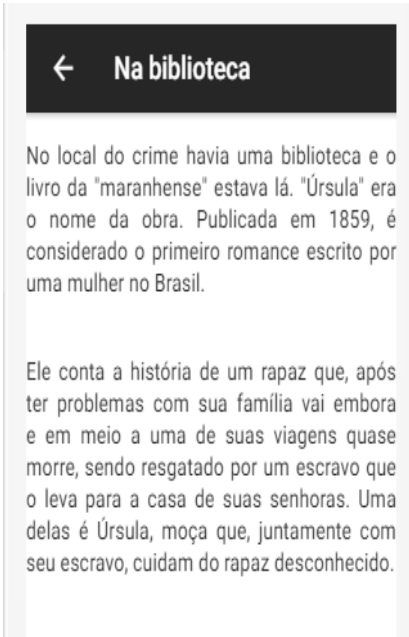 Na biblioteca
No local do crime havia uma biblioteca e o
livro da "maranhense" estava lá. "Úrsula" era
o nome da obra. Publicada em 1859, é
considerado o primeiro romance escrito por
uma mulher no Brasil.
Ele conta a história de um rapaz que, após
ter problemas com sua família vai embora
e em meio a uma de suas viagens quase
morre, sendo resgatado por um escravo que
o leva para a casa de suas senhoras. Uma
delas é Úrsula, moça que, juntamente com
seu escravo, cuidam do rapaz desconhecido.